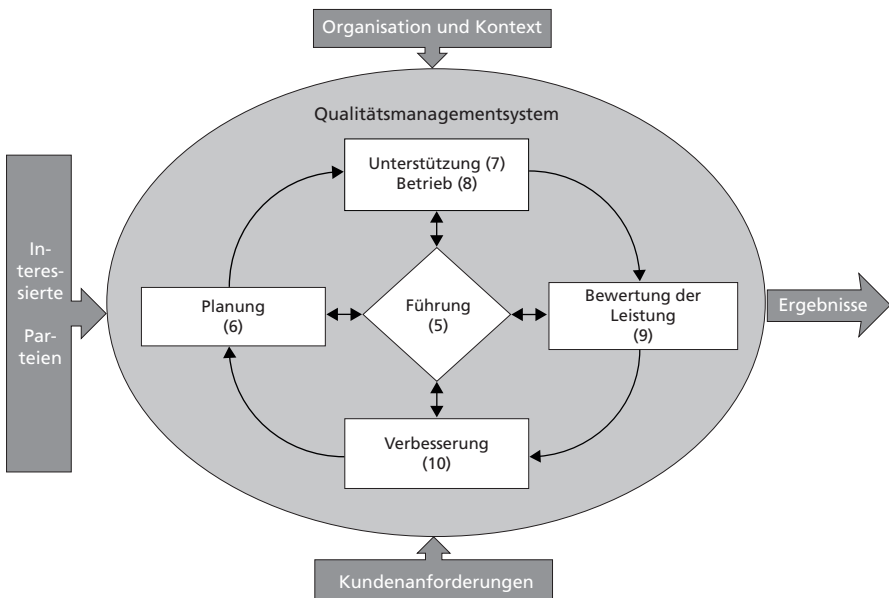 Organisation und Kontext
Qualitätsmanagementsystem
Unterstützung (7)
Betrieb (8)
In-
teres-
sierte
Par-
teien
Planung
(6)
Führung
(5)
Bewertung der
Leistung
(9)
Ergebnisse
Verbesserung
(10)
Kundenanforderungen